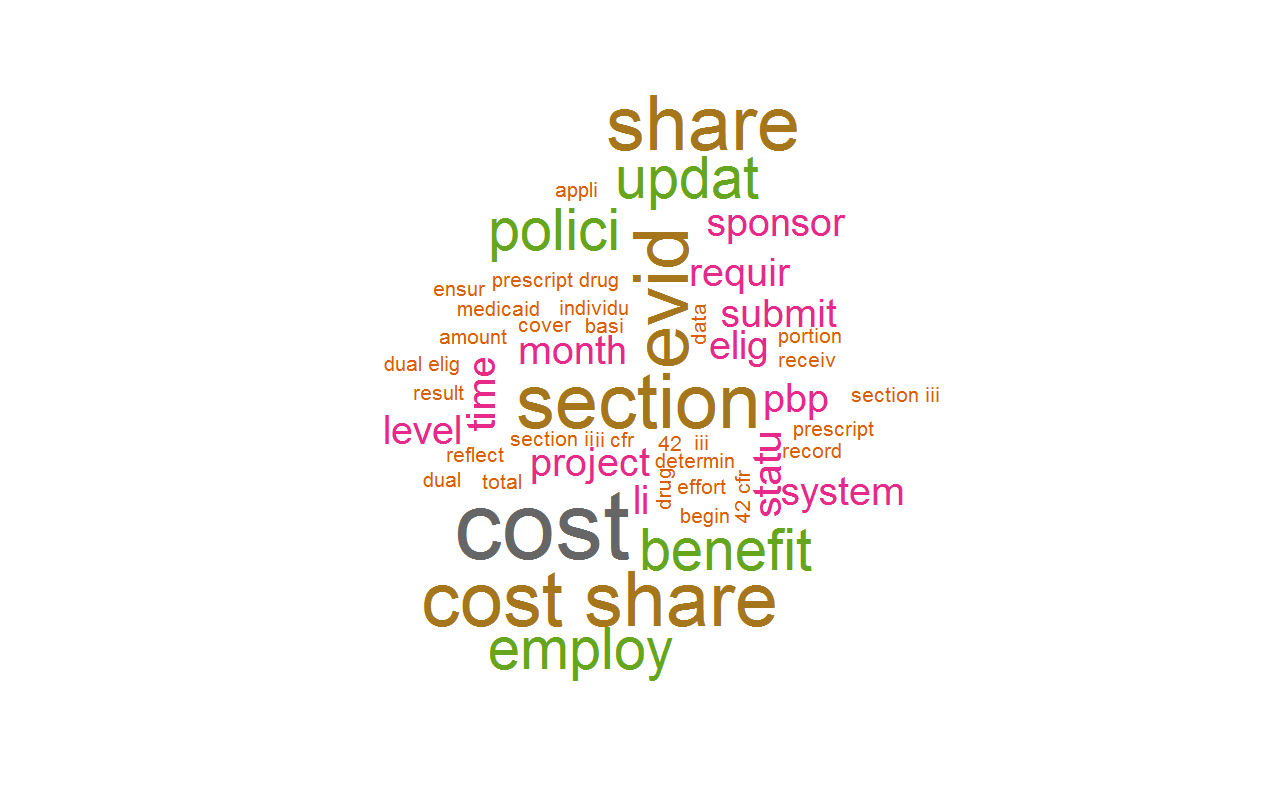 share
updat
appli
polici
sponsor
evid
requir
prescript drug
ensur
medicaid
individu
data
submit
cover
basi
amount
month
elig
portion
receiv
dual elig
time
result
section
pbp
section iii
level
prescript
section ii
iii cfr
42
iii
reflect
project
determin
statu
record
dual
total
li
drug
effort
42 cfr
system
begin
cost
benefit
cost share
employ